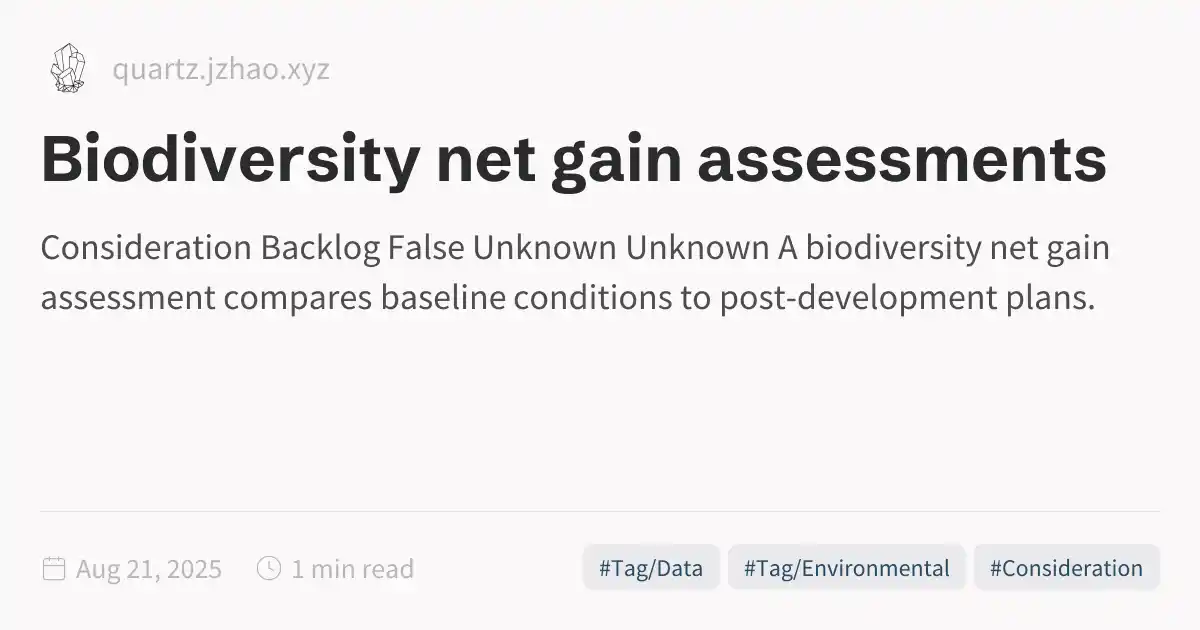 quartz.jzhao.xyz
Biodiversity net gain assessments
Consideration Backlog False Unknown Unknown A biodiversity net gain
assessment compares baseline conditions to post-development plans.
Aug 21, 2025 1 min read #Tag/Data #Tag/Environmental #Consideration